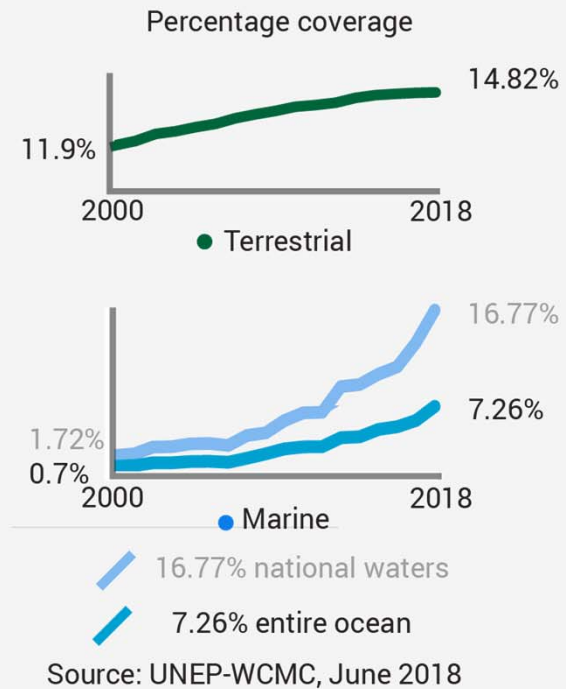 Percentage coverage
14.82%
11.9%
2000 2018
Terrestrial
16.77%
7.26%
1.72%
0.7%
2000 2018
Marine
16.77% national waters
7.26% entire ocean
Source: UNEP-WCMC, June 2018